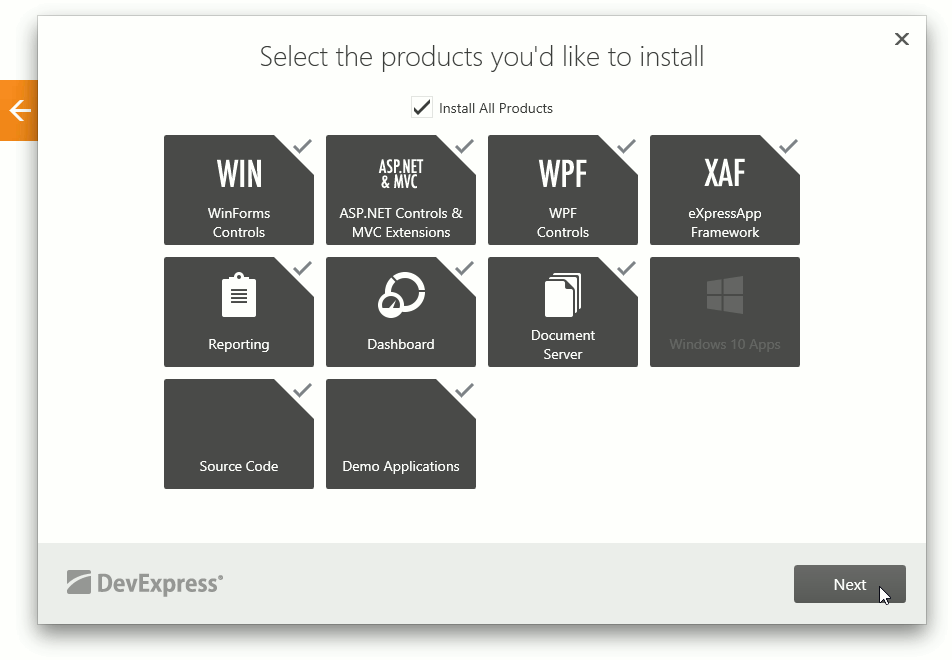 Select the products you'd like to install
Install All Products
WIN
WinForms
Controls
ASP.NET
& MVC
ASP.NET Controls &
MVC Extensions
WPF
WPF
Controls
XAF
eXpressApp
Framework
Reporting
Dashboard
Document
Server
Windows 10 Apps
Source Code
Demo Applications
DevExpress
Next